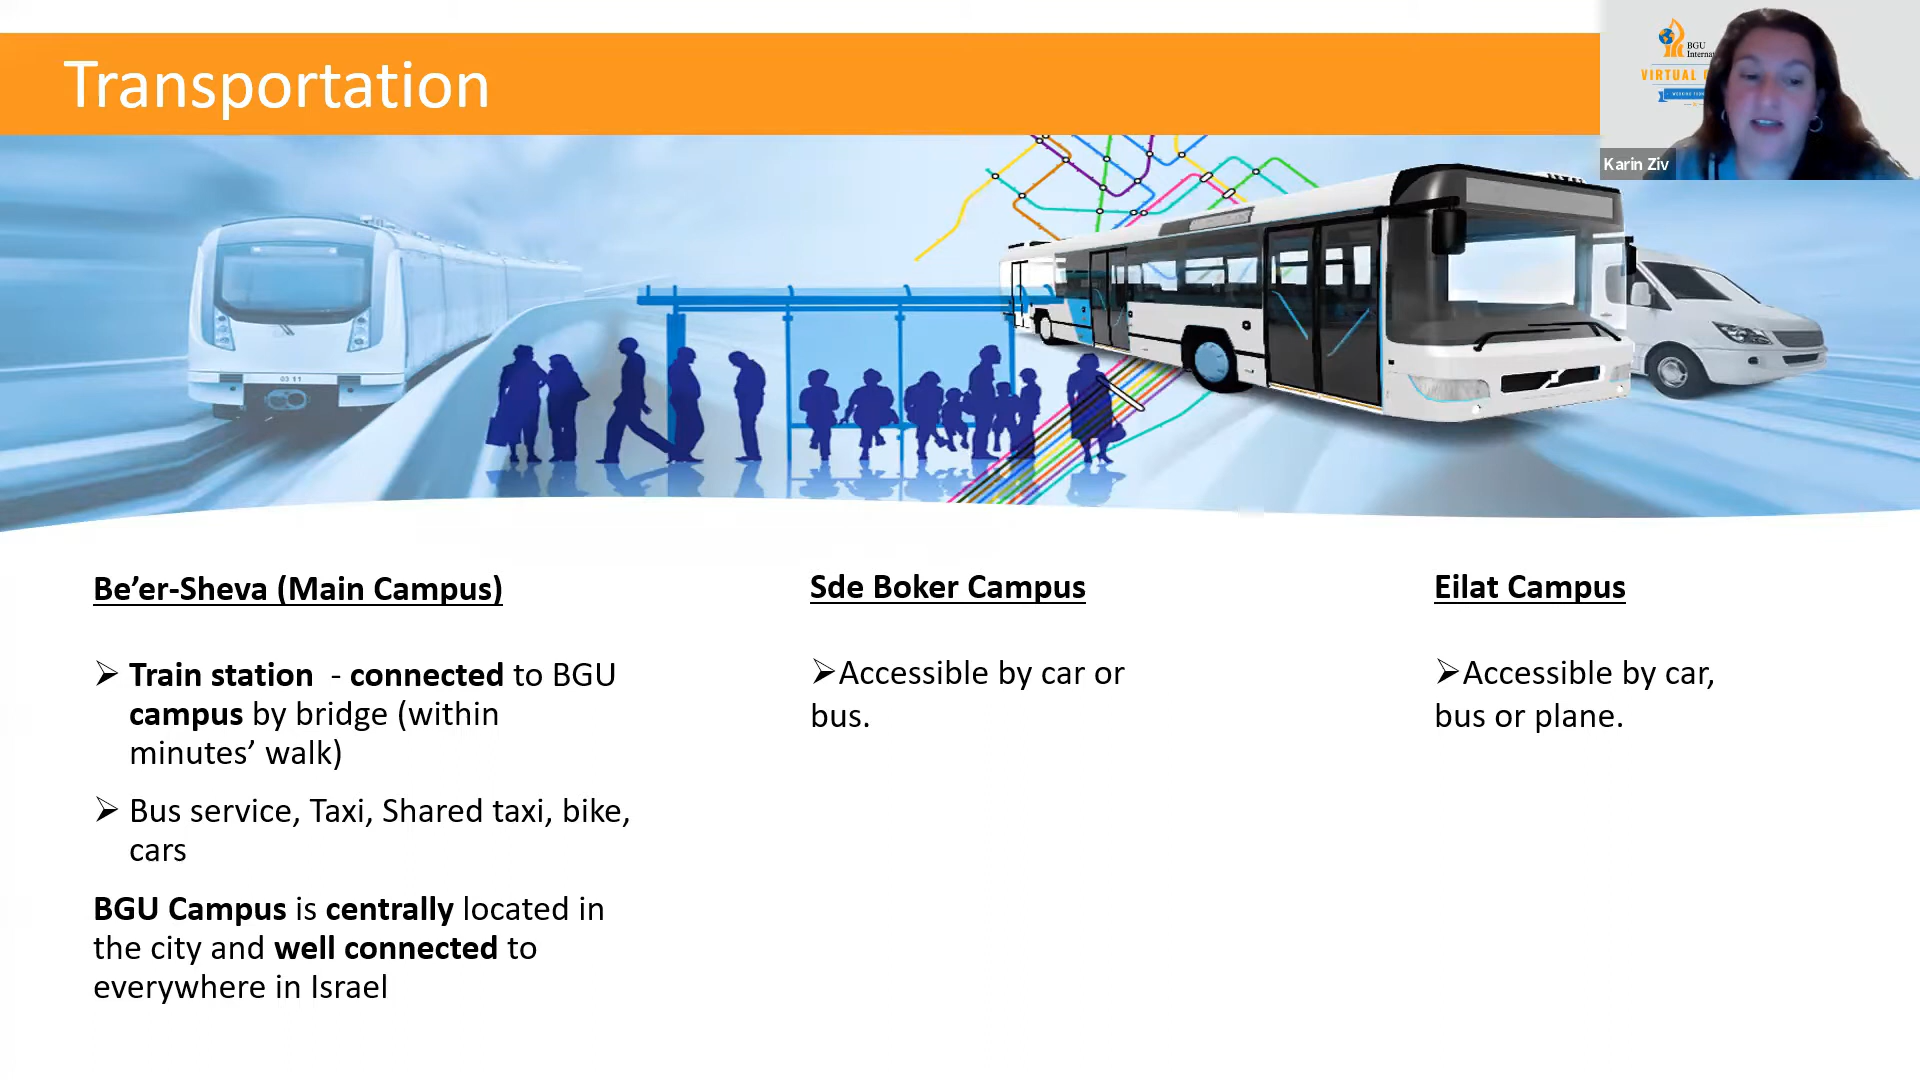 Transportation
BGU
VIRTUAL
Karin Ziv
03 11
Be’er-Sheva (Main Campus)
➢ Train station - connected to BGU
campus by bridge (within
minutes’ walk)
➢ Bus service, Taxi, Shared taxi, bike,
cars
BGU Campus is centrally located in
the city and well connected to
everywhere in Israel
Sde Boker Campus
➢Accessible by car or
bus.
Eilat Campus
➢Accessible by car,
bus or plane.